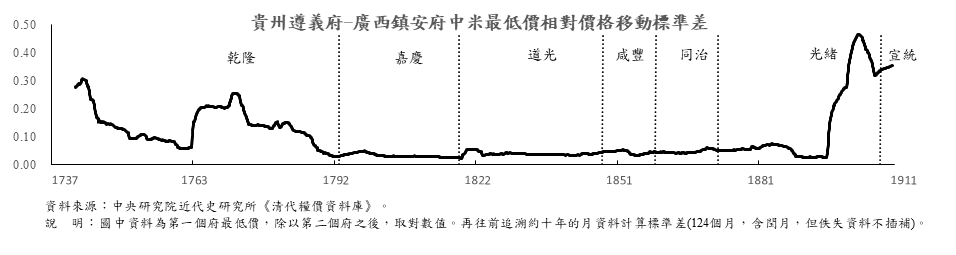 貴州遵義府-廣西鎮安府中米最低價相對價格移動標準差
0.50
0.40
0.30
0.20
0.10
0.00
乾隆 嘉慶 道光 咸豐 同治 光緒 宣統
1737 1763 1792 1822 1851 1881 1911
資料來源：中央研究院近代史研究所《清代糧價資料庫》。
說　明：圖中資料為第一個府最低價，除以第二個府之後，取對數值。再往前追溯約十年的月資料計算標準差(124個月，含閏月，但佚失資料不插補)。